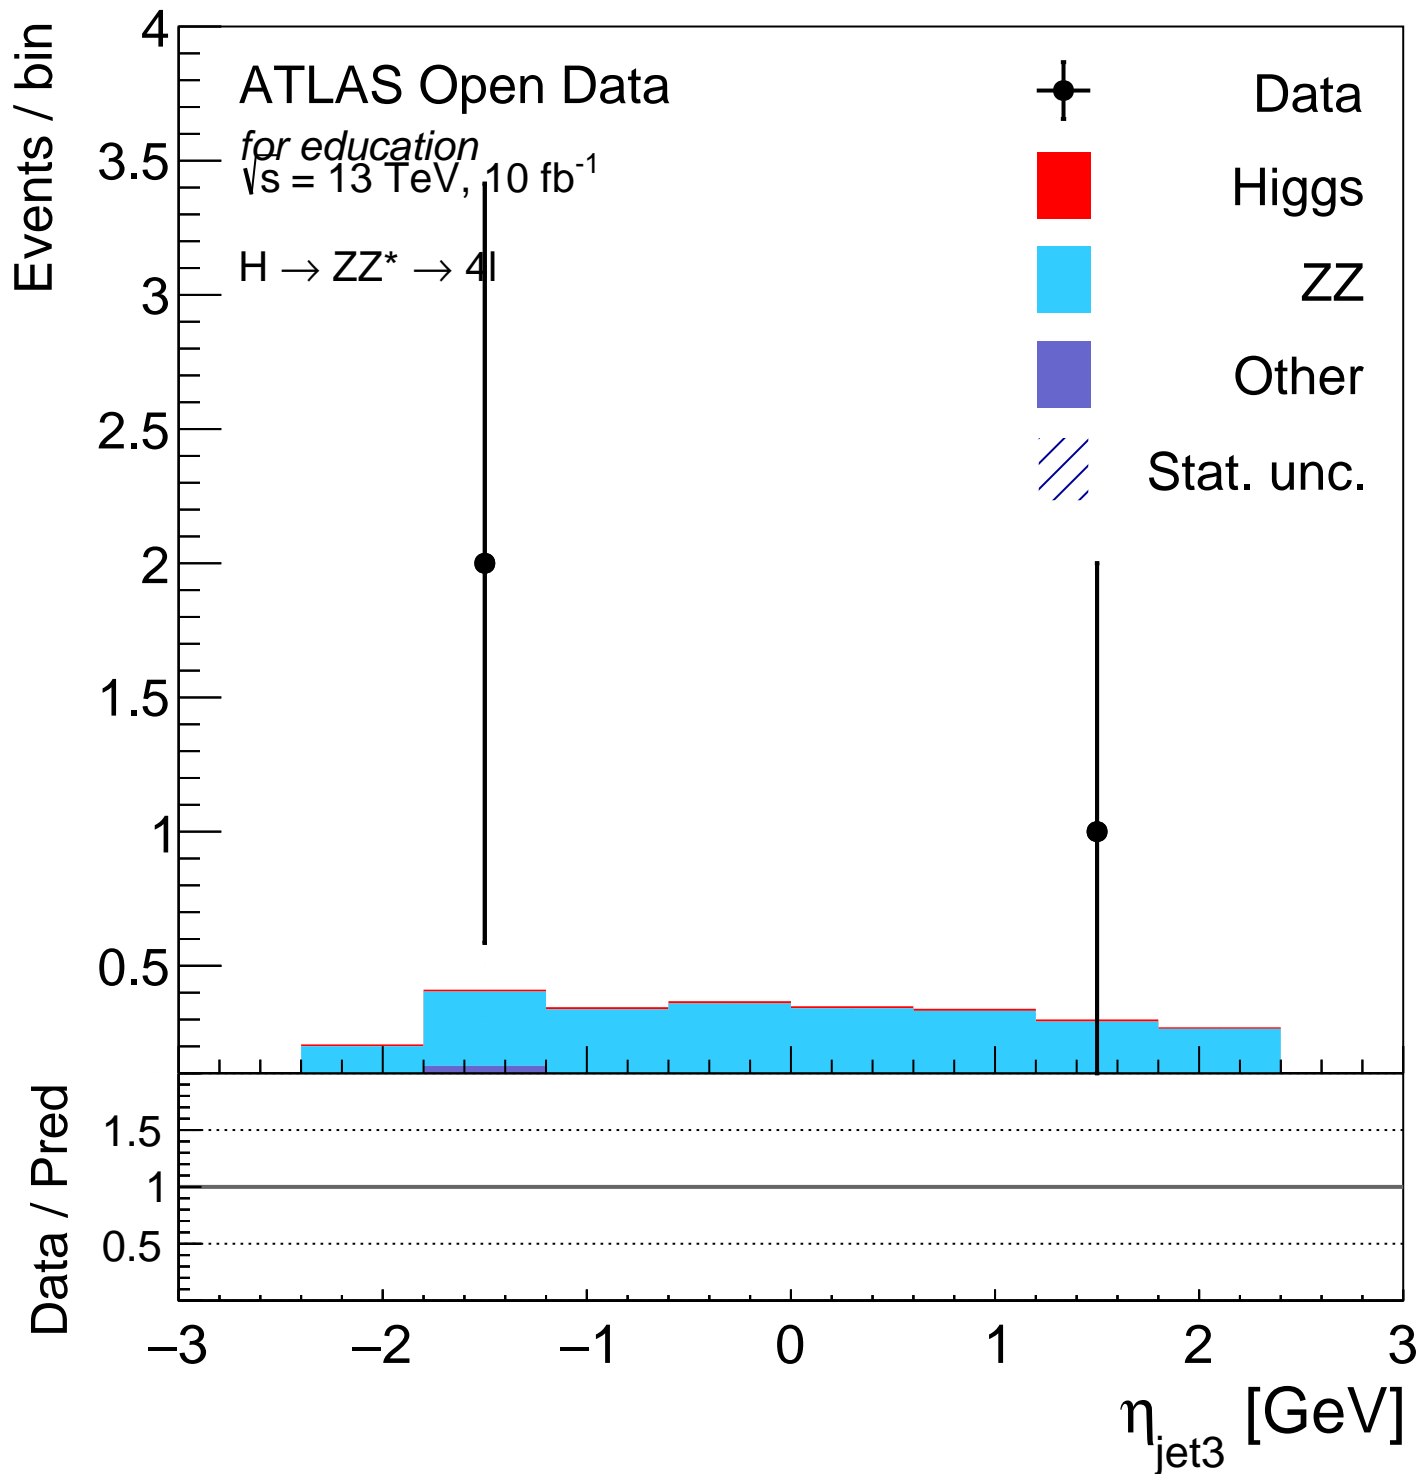 Events / bin
4
3.5
3
2.5
2
1.5
1
0.5
ATLAS Open Data
for education
√s = 13 TeV, 10 fb⁻¹
H → ZZ* → 4l
Data
Higgs
ZZ
Other
Stat. unc.
Data / Pred
1.5
1
0.5
−3 −2 −1 0 1 2 3
η_jet3 [GeV]